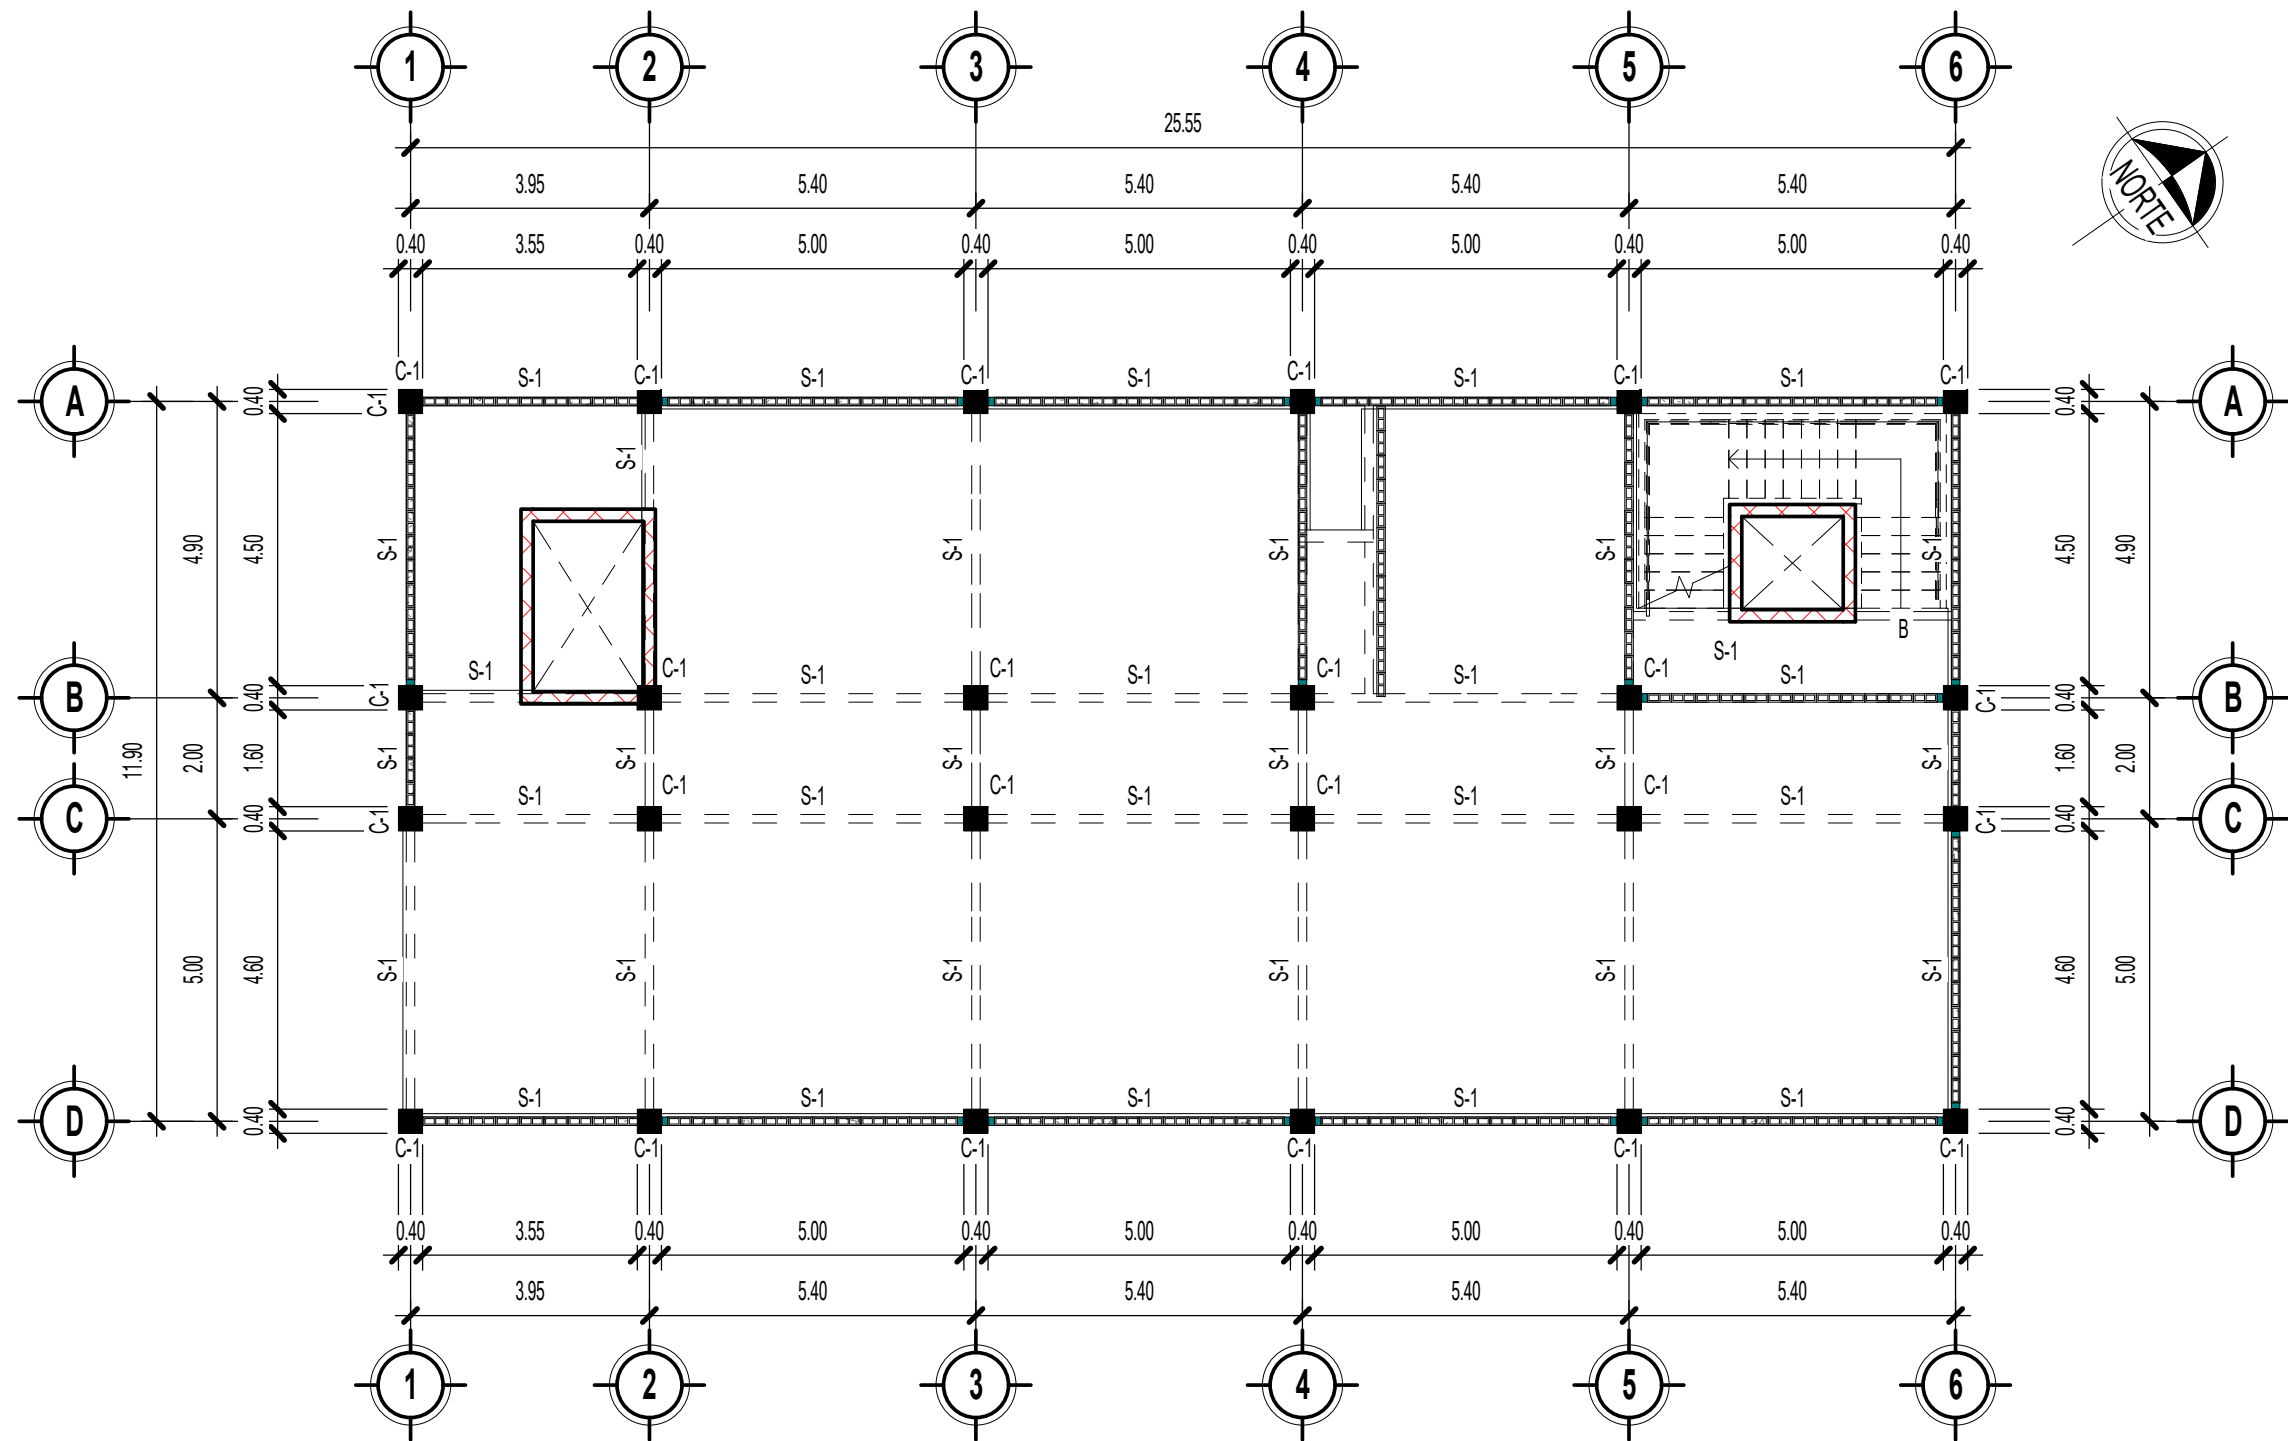 1 2 3 4 5 6
25.55
3.95 5.40 5.40 5.40 5.40
0.40 3.55 0.40 5.00 0.40 5.00 0.40 5.00 0.40 5.00 0.40
NORTE
C-1 C-1 C-1 C-1 C-1 C-1
S-1 S-1 S-1 S-1 S-1
A 0.40 C-1 0.40 A
S-1
4.90 4.50 S-1 S-1 S-1 S-1 S-1 4.50 4.90
B
S-1
S-1 C-1 S-1 C-1 S-1 C-1 S-1 C-1 S-1
B 0.40 C-1 C-1 0.40 B
11.90 2.00 1.60 S-1 S-1 S-1 S-1 S-1 S-1 1.60 2.00
S-1 C-1 S-1 C-1 S-1 C-1 S-1 C-1 S-1
C 0.40 C-1 C-1 0.40 C
5.00 4.60 S-1 S-1 S-1 S-1 S-1 S-1 4.60 5.00
S-1 S-1 S-1 S-1 S-1
D 0.40 0.40 D
C-1 C-1 C-1 C-1 C-1 C-1
0.40 3.55 0.40 5.00 0.40 5.00 0.40 5.00 0.40 5.00 0.40
3.95 5.40 5.40 5.40 5.40
1 2 3 4 5 6